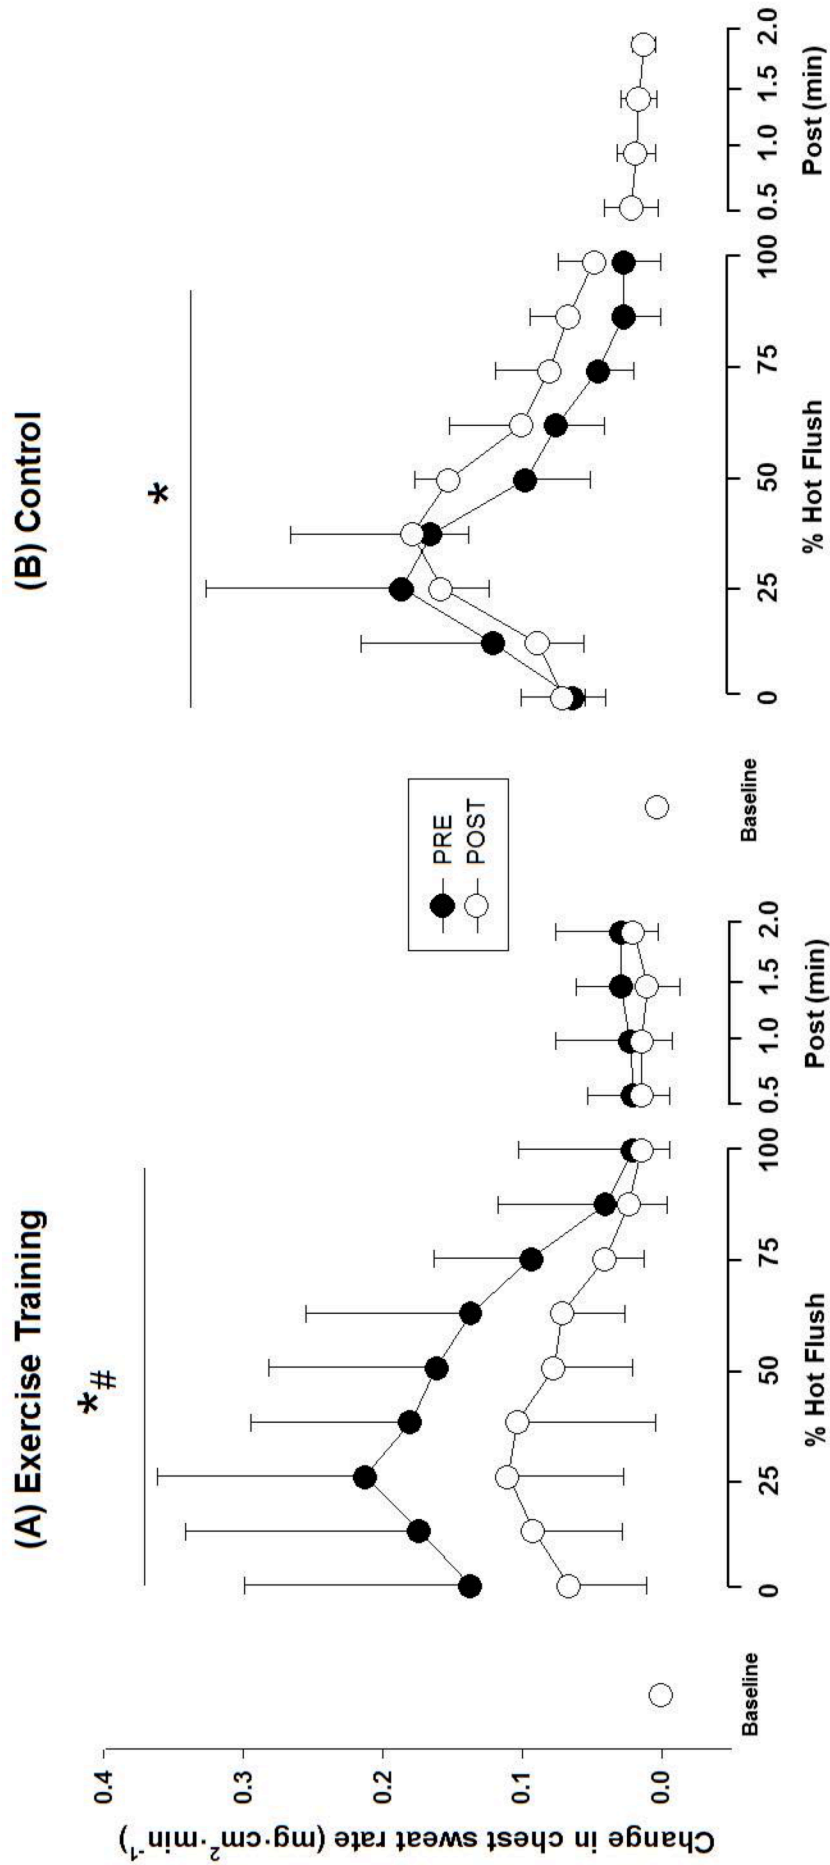 (A) Exercise Training
(B) Control
*#
*
Change in chest sweat rate (mg·cm²·min⁻¹)
0.4
0.3
0.2
0.1
0.0
PRE
POST
Baseline
0 25 50 75 100
% Hot Flush
0.5 1.0 1.5 2.0
Post (min)
Baseline
0 25 50 75 100
% Hot Flush
0.5 1.0 1.5 2.0
Post (min)